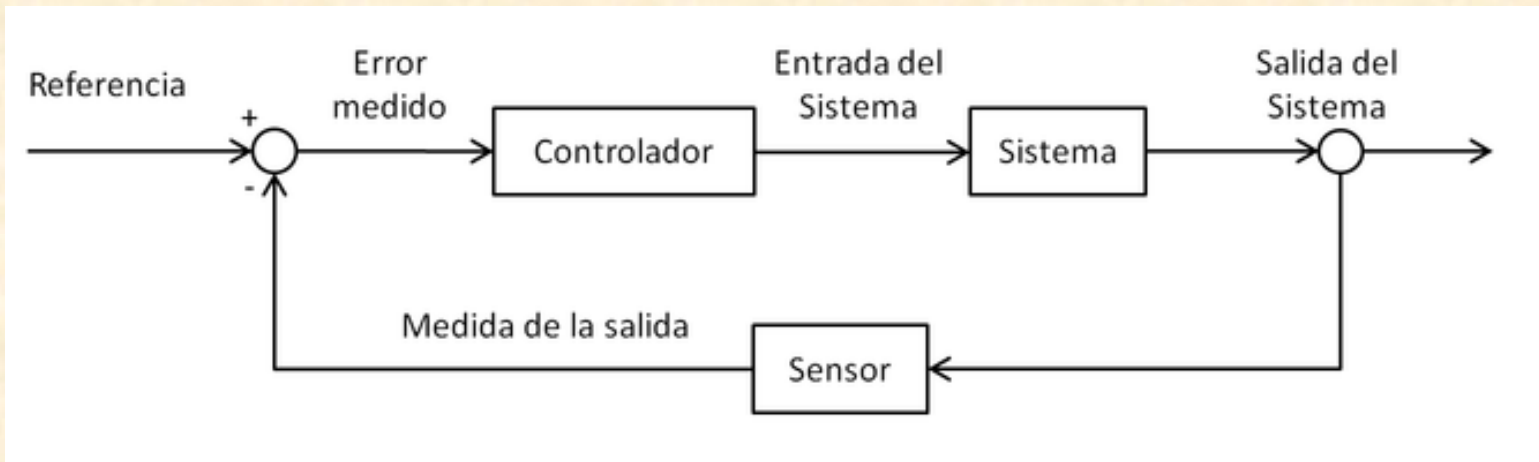 Referencia
Error
medido
Entrada del
Sistema
Salida del
Sistema
+
Controlador
Sistema
-
Medida de la salida
Sensor